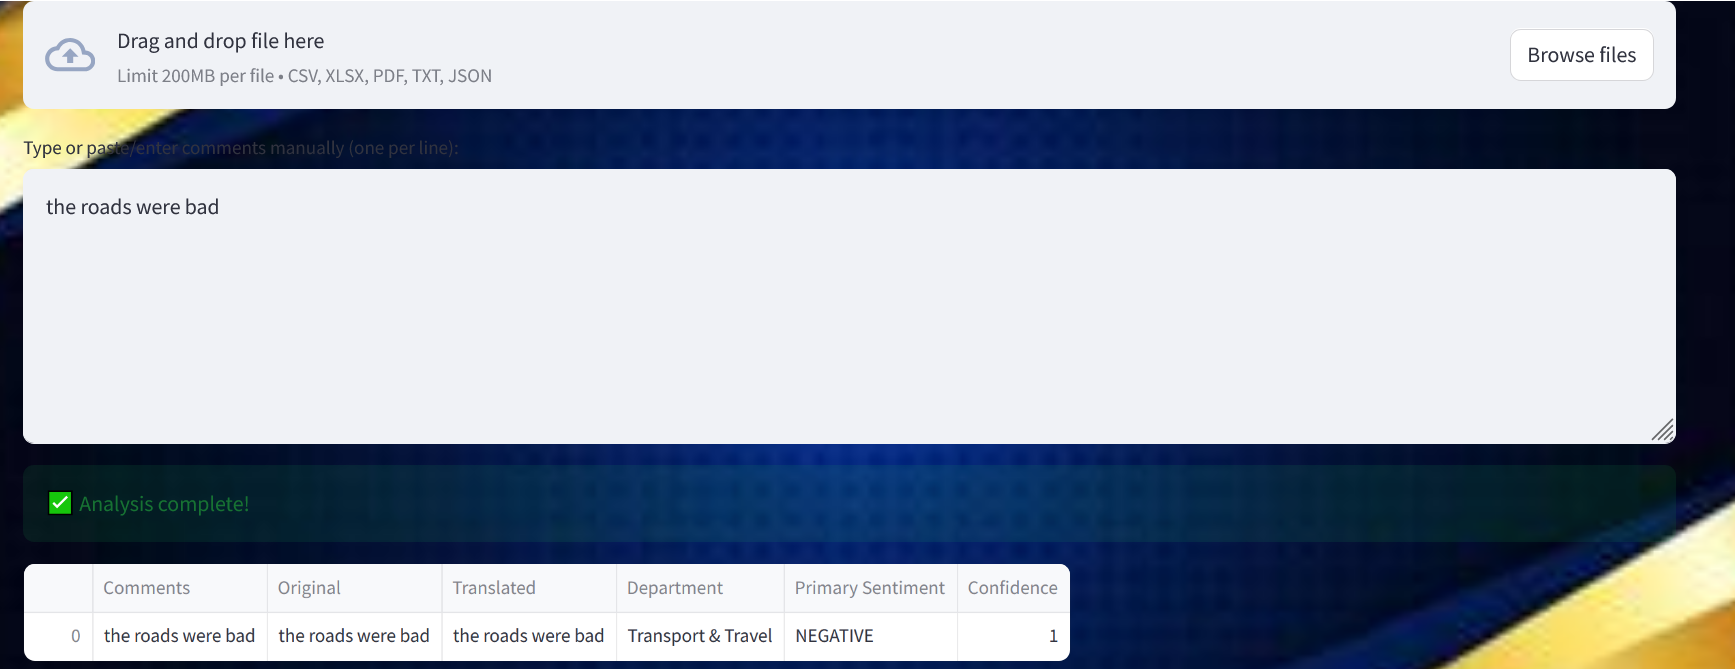 Drag and drop file here
Limit 200MB per file • CSV, XLSX, PDF, TXT, JSON
Browse files
Type or paste/enter comments manually (one per line):
the roads were bad
✅ Analysis complete!
Comments Original Translated Department Primary Sentiment Confidence
0 the roads were bad the roads were bad the roads were bad Transport & Travel NEGATIVE 1